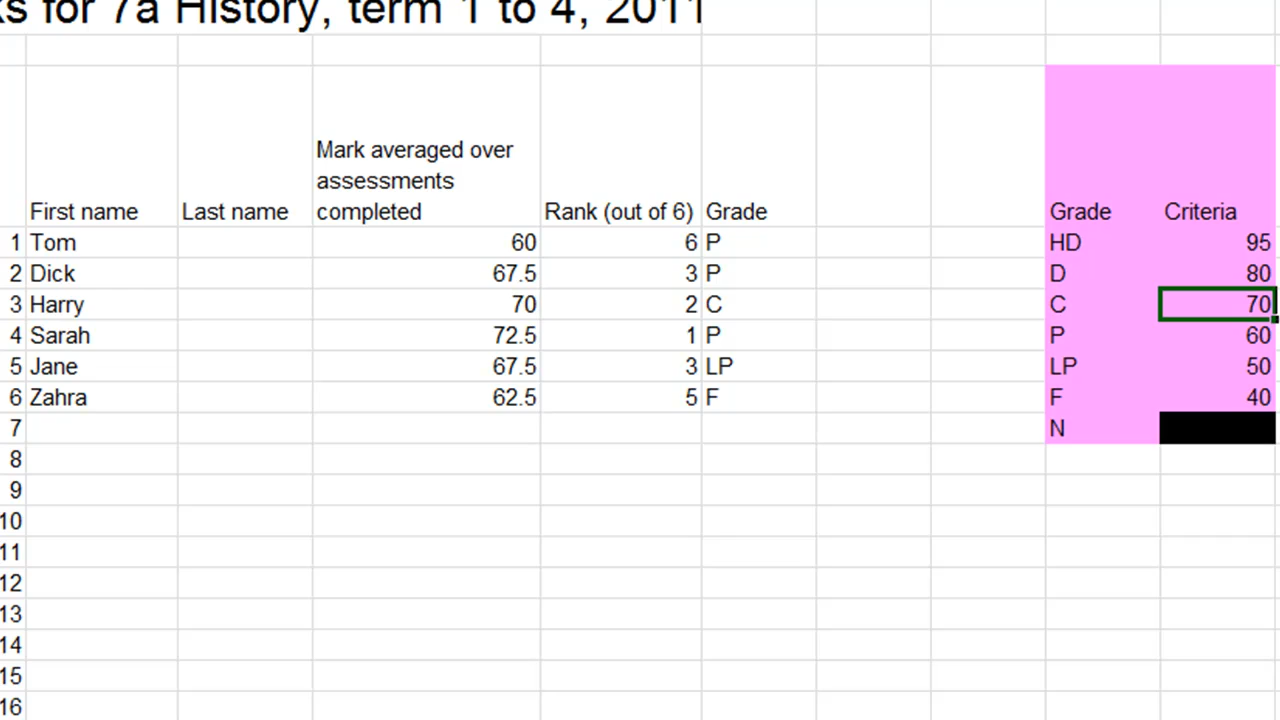 ks for 7a History, term 1 to 4, 2011
Mark averaged over
assessments
First name Last name completed Rank (out of 6) Grade Grade Criteria
1 Tom 60 6 P HD 95
2 Dick 67.5 3 P D 80
3 Harry 70 2 C C 70
4 Sarah 72.5 1 P P 60
5 Jane 67.5 3 LP LP 50
6 Zahra 62.5 5 F F 40
7 N
8
9
10
11
12
13
14
15
16